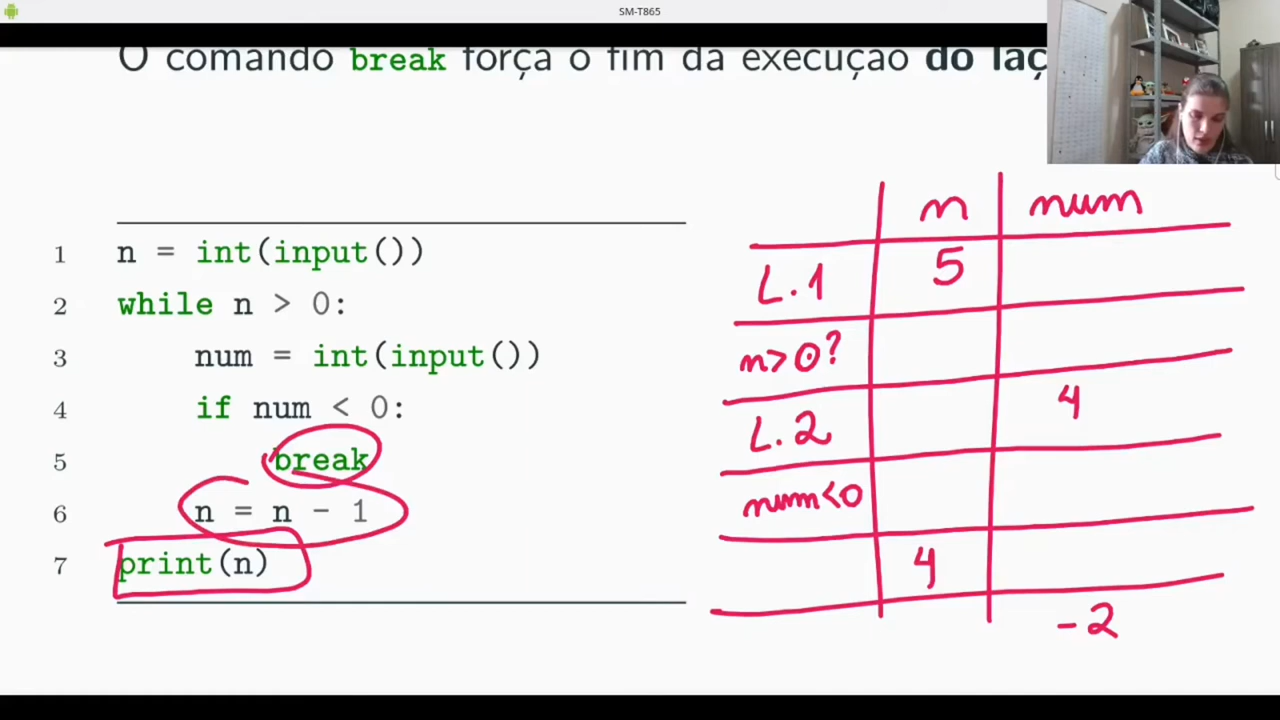 SM-T865
O comando break força o fim da execução do laç
1 n = int(input())
2 while n > 0:
3 num = int(input())
4 if num < 0:
5 break
6 n = n - 1
7 print(n)
n num
L.1 5
n>0?
L.2 4
num<0
4
-2